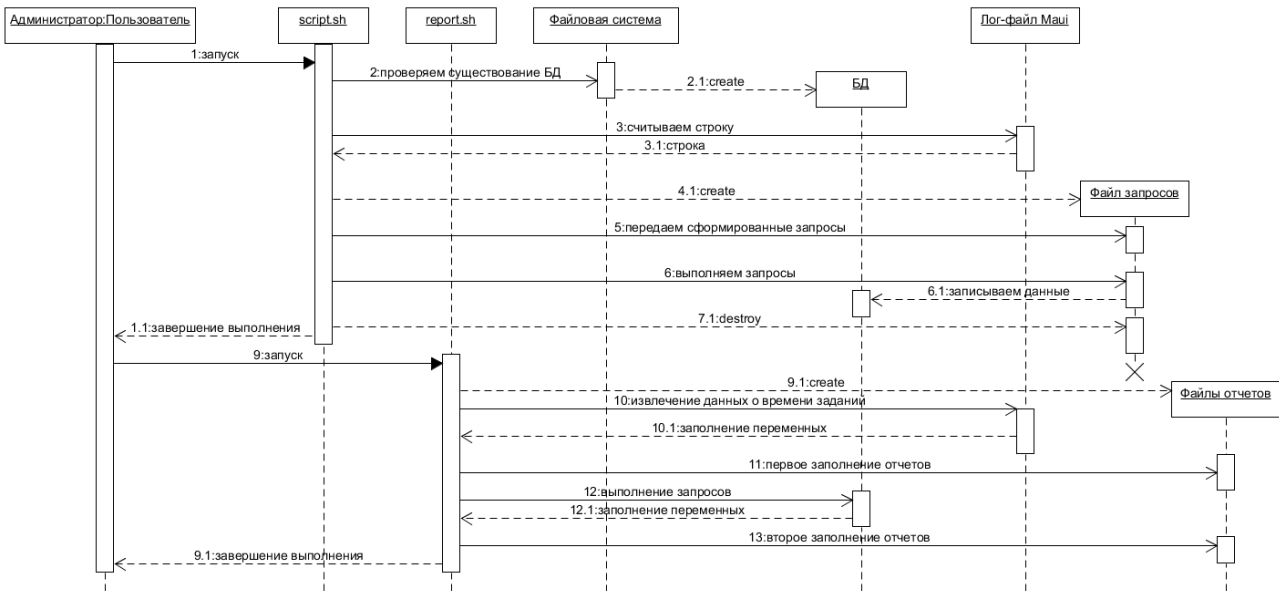 Администратор:Пользователь
script.sh
report.sh
Файловая система
Лог-файл Maui
1:запуск
2:проверяем существование БД
2.1:create
БД
3:считываем строку
3.1:строка
4.1:create
Файл запросов
5:передаем сформированные запросы
6:выполняем запросы
6.1:записываем данные
7.1:destroy
1.1:завершение выполнения
9:запуск
9.1:create
Файлы отчетов
10:извлечение данных о времени заданий
10.1:заполнение переменных
11:первое заполнение отчетов
12:выполнение запросов
12.1:заполнение переменных
13:второе заполнение отчетов
9.1:завершение выполнения